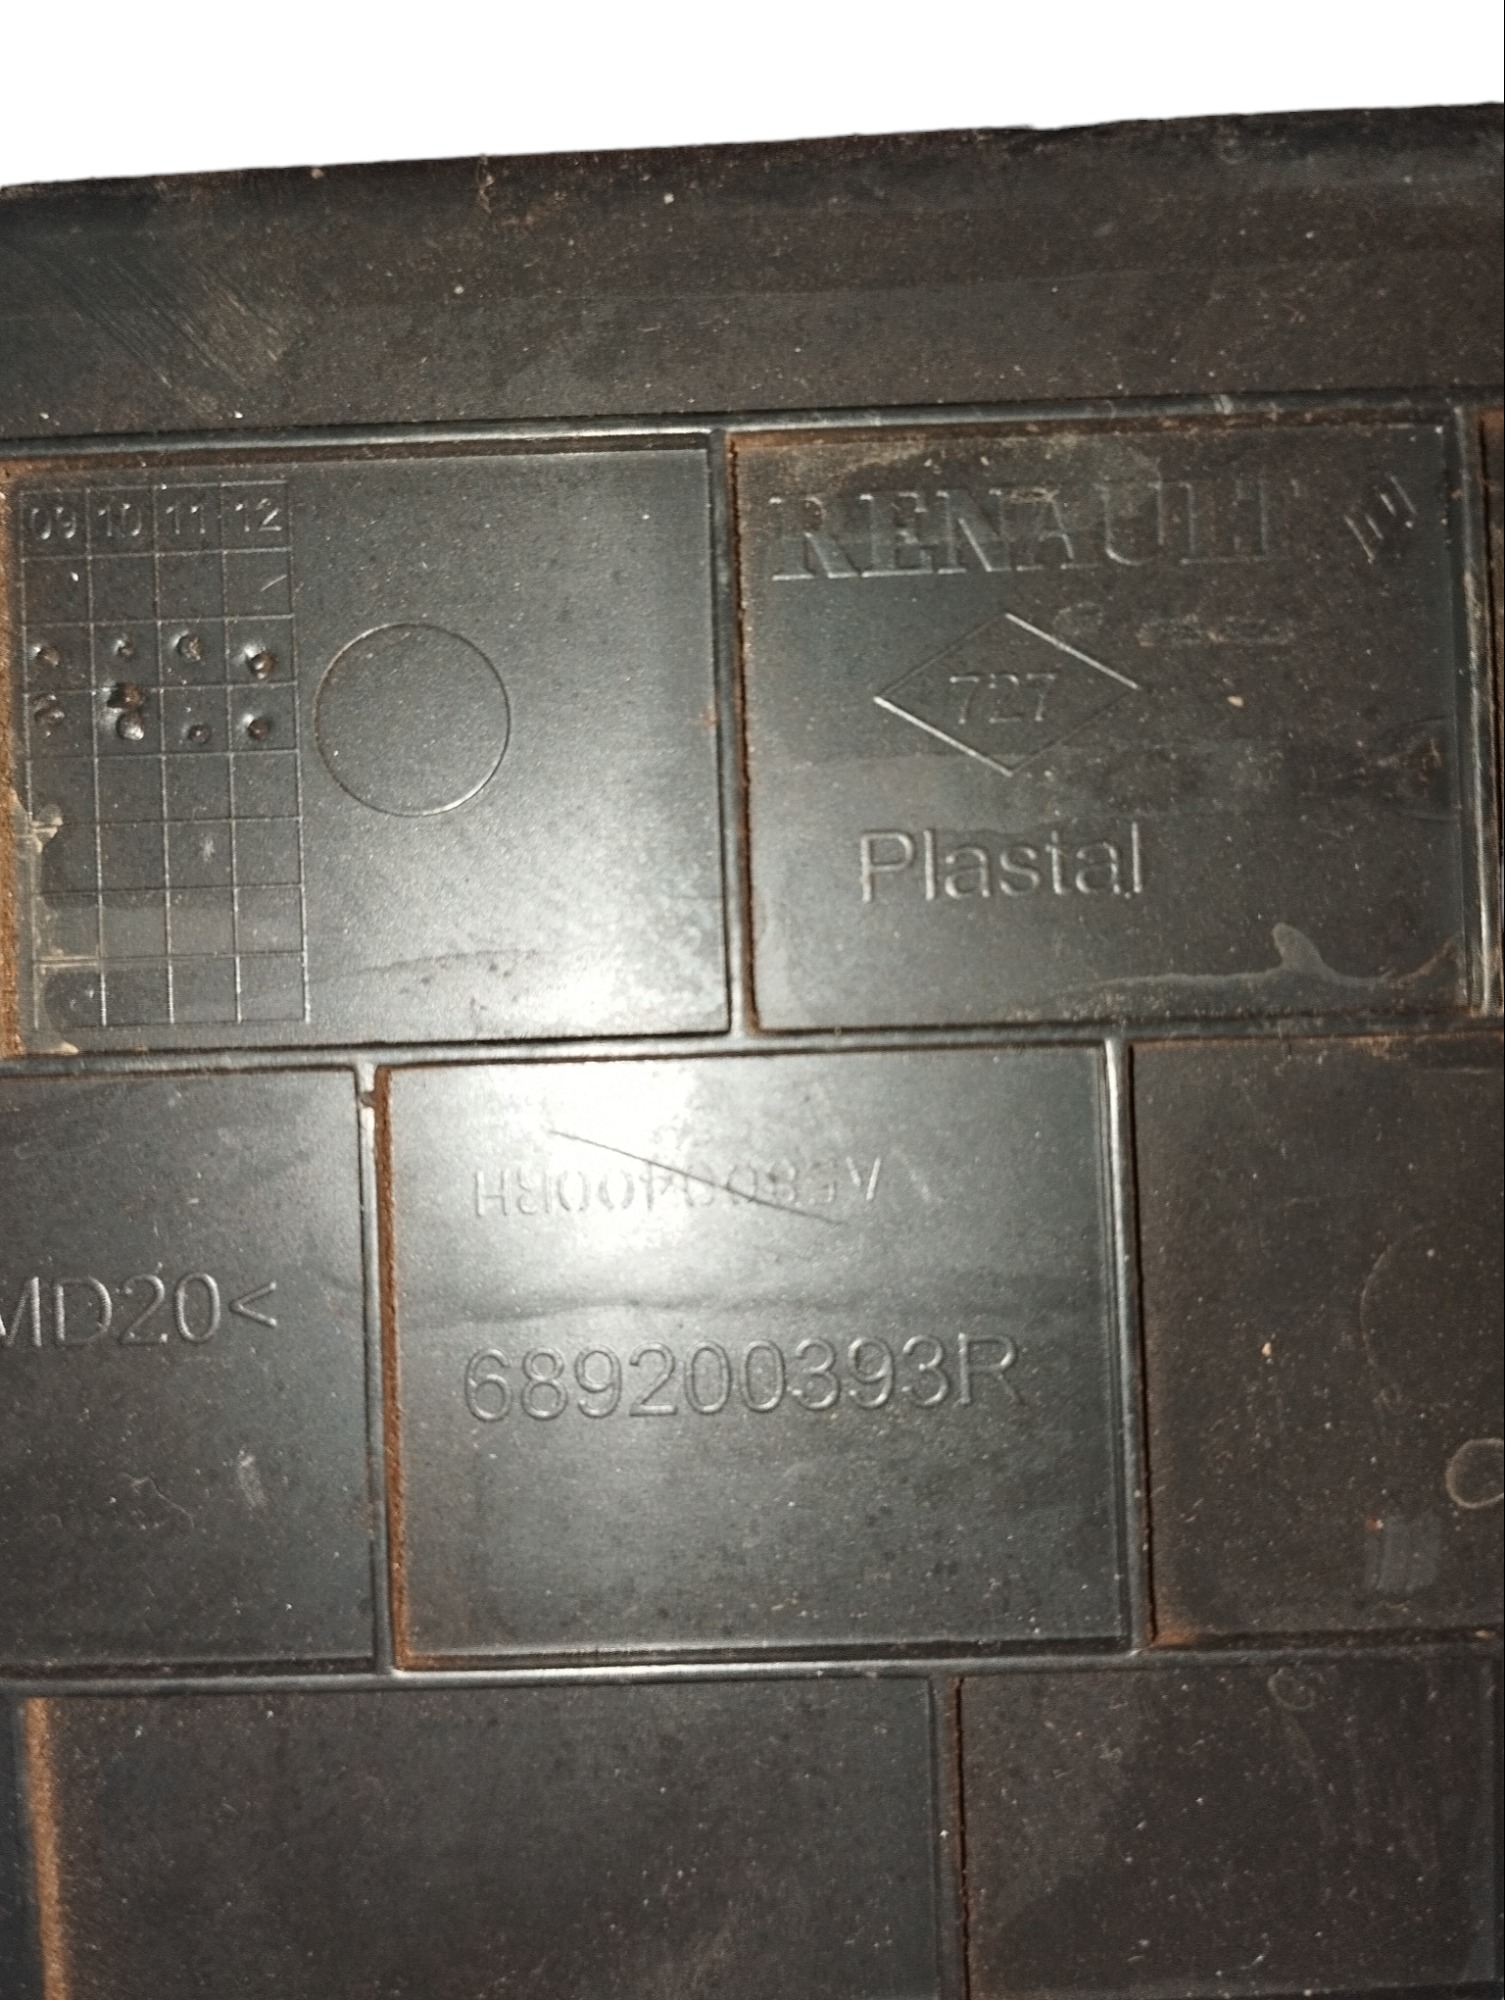 09 10 11 12
RENAULT
727
Plastal
MD20<
689200393R